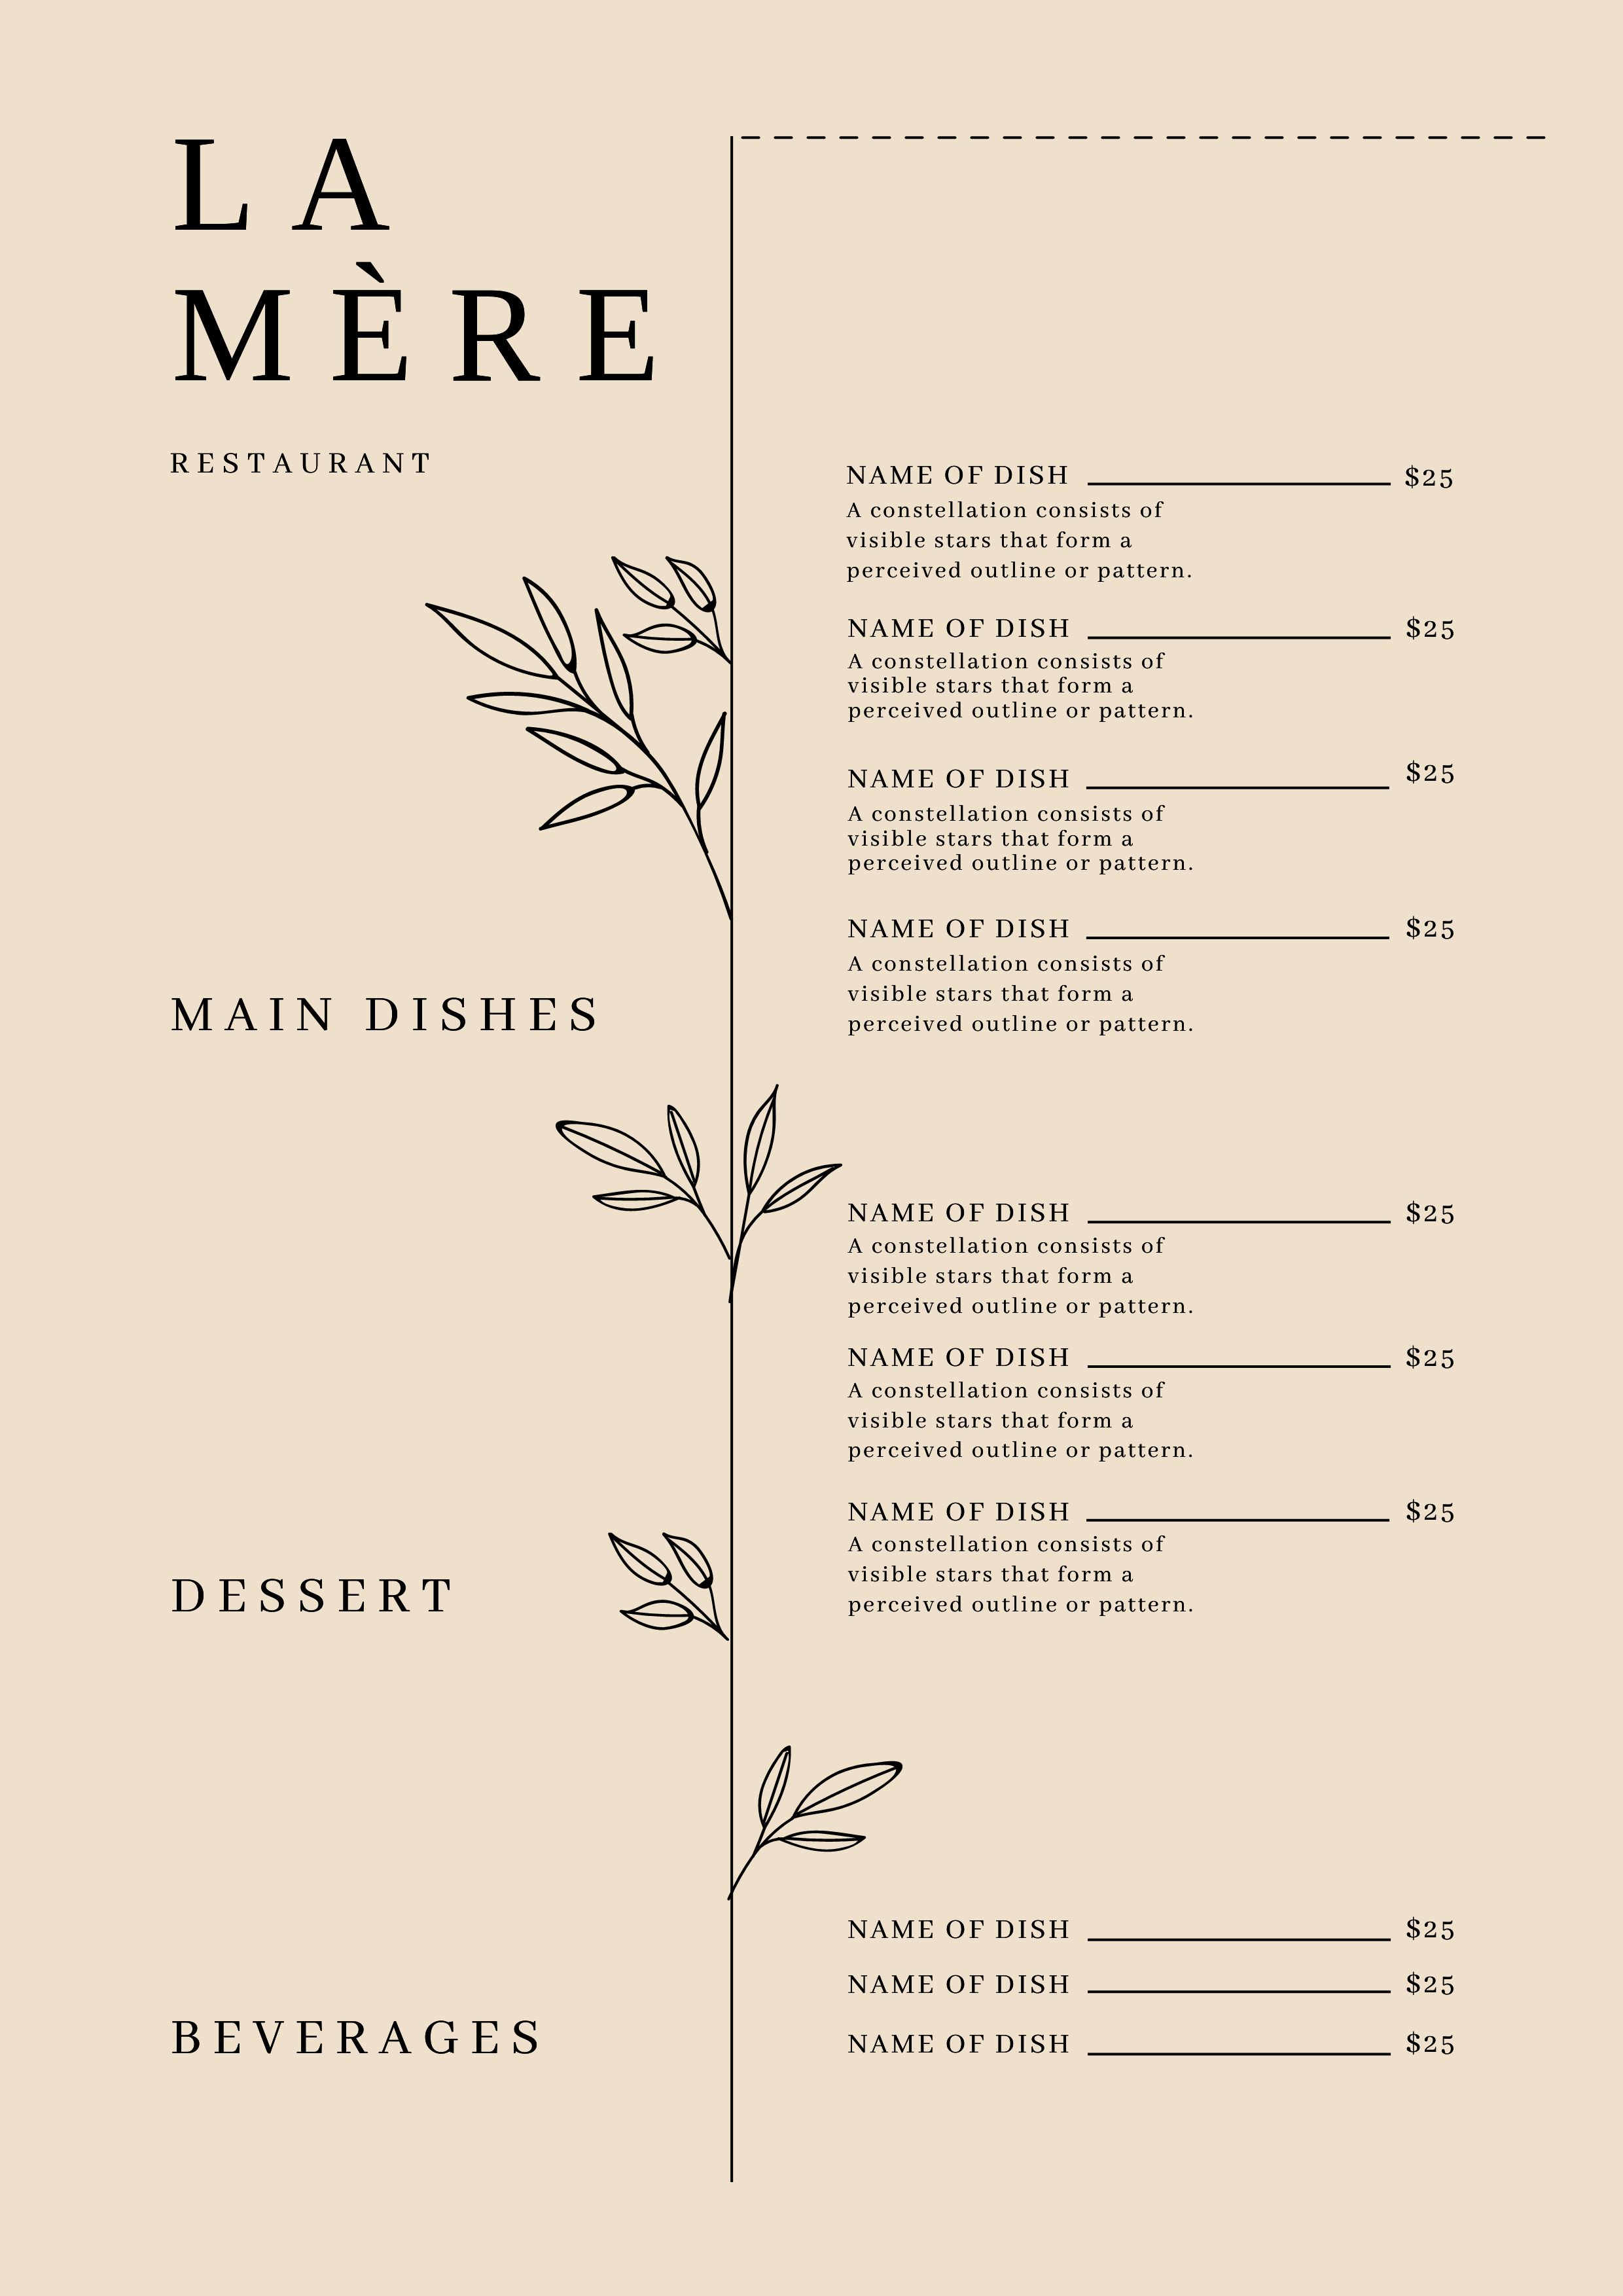 LA
MÈRE
RESTAURANT
NAME OF DISH $25
A constellation consists of
visible stars that form a
perceived outline or pattern.
NAME OF DISH $25
A constellation consists of
visible stars that form a
perceived outline or pattern.
NAME OF DISH $25
A constellation consists of
visible stars that form a
perceived outline or pattern.
NAME OF DISH $25
A constellation consists of
visible stars that form a
perceived outline or pattern.
MAIN DISHES
NAME OF DISH $25
A constellation consists of
visible stars that form a
perceived outline or pattern.
NAME OF DISH $25
A constellation consists of
visible stars that form a
perceived outline or pattern.
NAME OF DISH $25
A constellation consists of
visible stars that form a
perceived outline or pattern.
DESSERT
NAME OF DISH $25
NAME OF DISH $25
NAME OF DISH $25
BEVERAGES